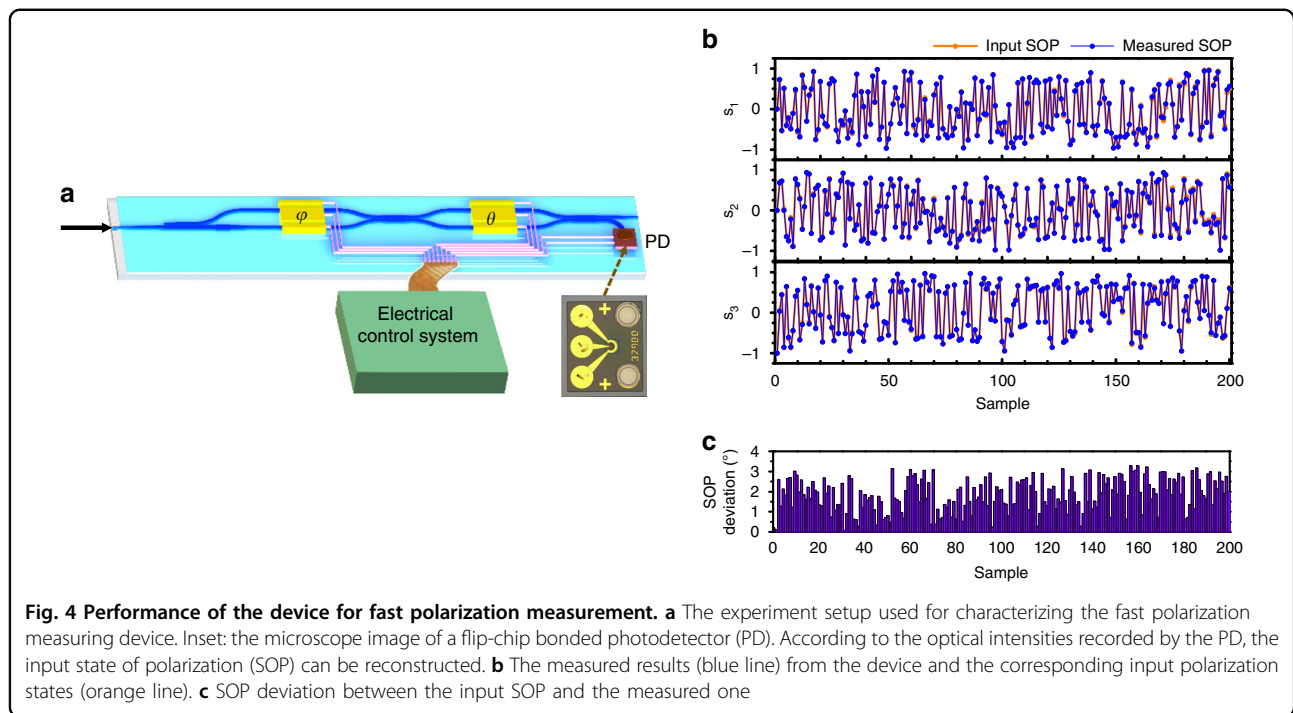 b
Input SOP Measured SOP
1
0
−1
s1
1
0
−1
s2
1
0
−1
s3
0 50 100 150 200
Sample
a
φ
θ
PD
Electrical
control system
37900
c
4
3
2
1
0
SOP
deviation (°)
0 20 40 60 80 100 120 140 160 180 200
Sample
Fig. 4 Performance of the device for fast polarization measurement. a The experiment setup used for characterizing the fast polarization
measuring device. Inset: the microscope image of a flip-chip bonded photodetector (PD). According to the optical intensities recorded by the PD, the
input state of polarization (SOP) can be reconstructed. b The measured results (blue line) from the device and the corresponding input polarization
states (orange line). c SOP deviation between the input SOP and the measured one